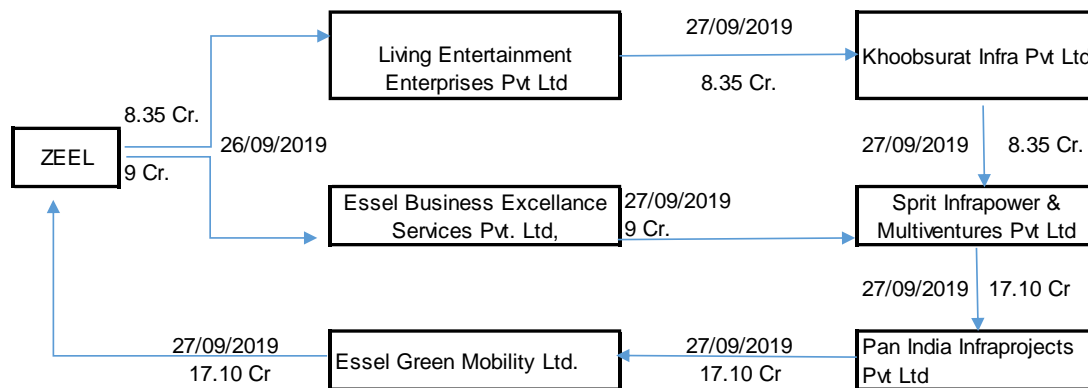 27/09/2019
Living Entertainment
Enterprises Pvt Ltd
Khoobsurat Infra Pvt Ltd
8.35 Cr.
8.35 Cr.
ZEEL
26/09/2019
9 Cr.
27/09/2019
8.35 Cr.
Essel Business Excellance
Services Pvt. Ltd,
27/09/2019
9 Cr.
Sprit Infrapower &
Multiventures Pvt Ltd
27/09/2019
17.10 Cr
27/09/2019
17.10 Cr
Essel Green Mobility Ltd.
27/09/2019
17.10 Cr
Pan India Infraprojects
Pvt Ltd